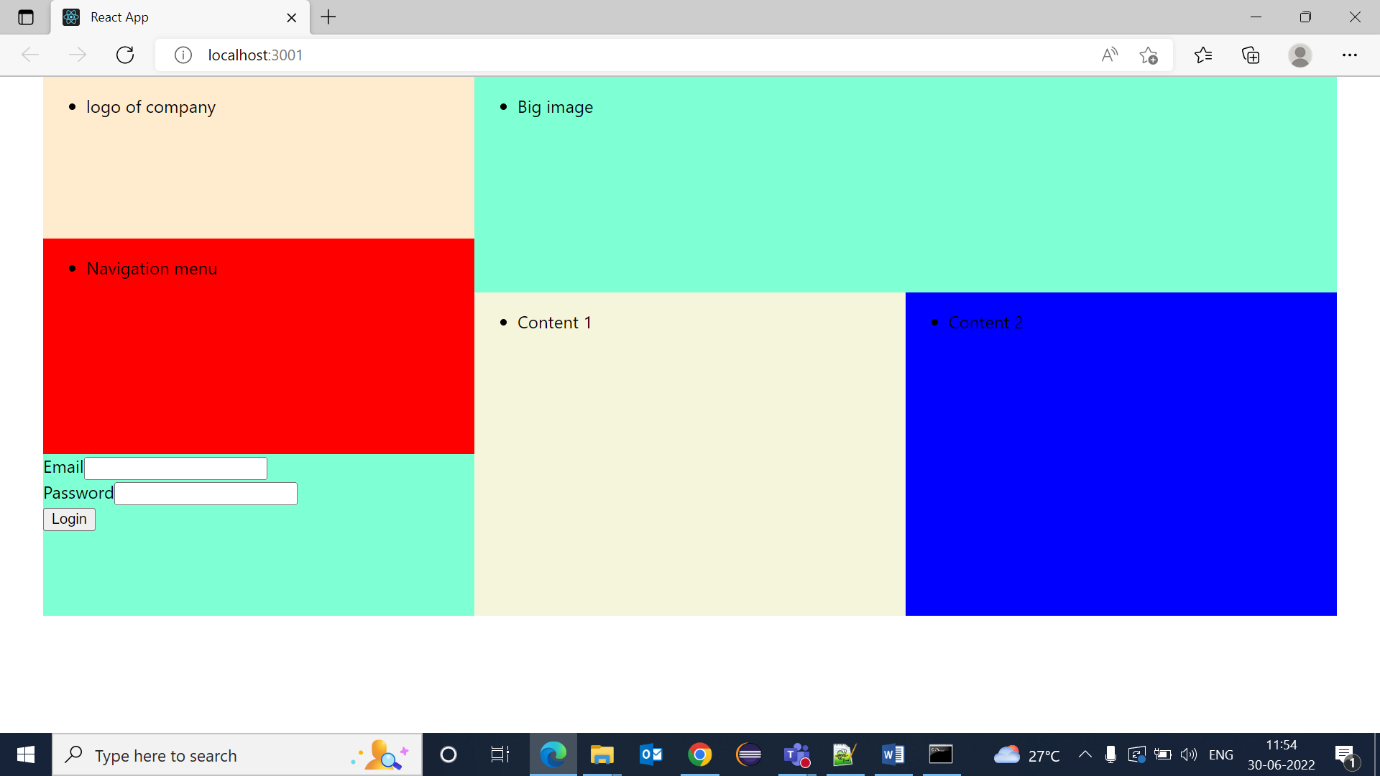 React App
localhost:3001
logo of company
Big image
Navigation menu
Content 1
Content 2
Email
Password
Login
Type here to search
27°C
ENG
11:54
30-06-2022
1